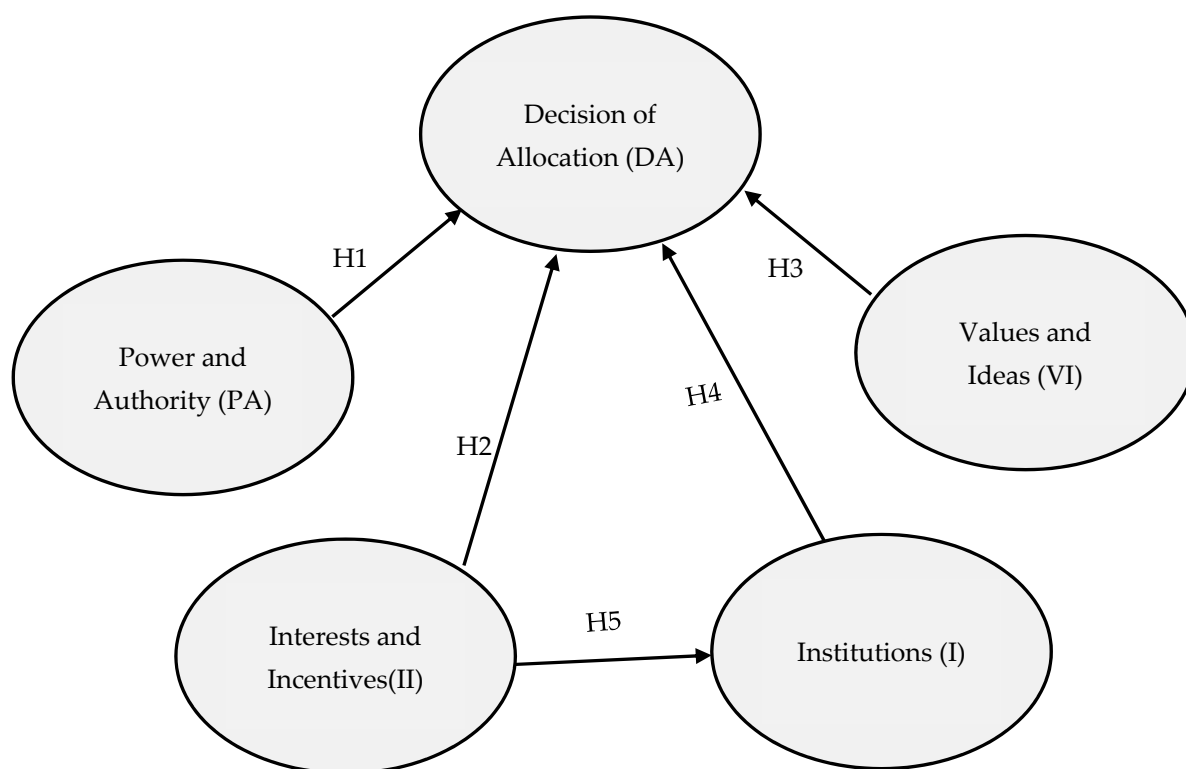 Decision of
Allocation (DA)
H1
H3
Power and
Authority (PA)
Values and
Ideas (VI)
H4
H2
H5
Interests and
Incentives(II)
Institutions (I)